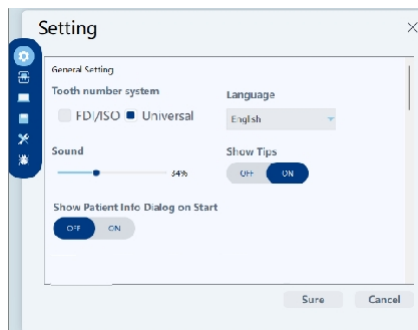 Setting
General Setting
Tooth number system
FDI/ISO Universal
Language
English
Sound
34%
Show Tips
OFF ON
Show Patient Info Dialog on Start
OFF ON
Sure Cancel